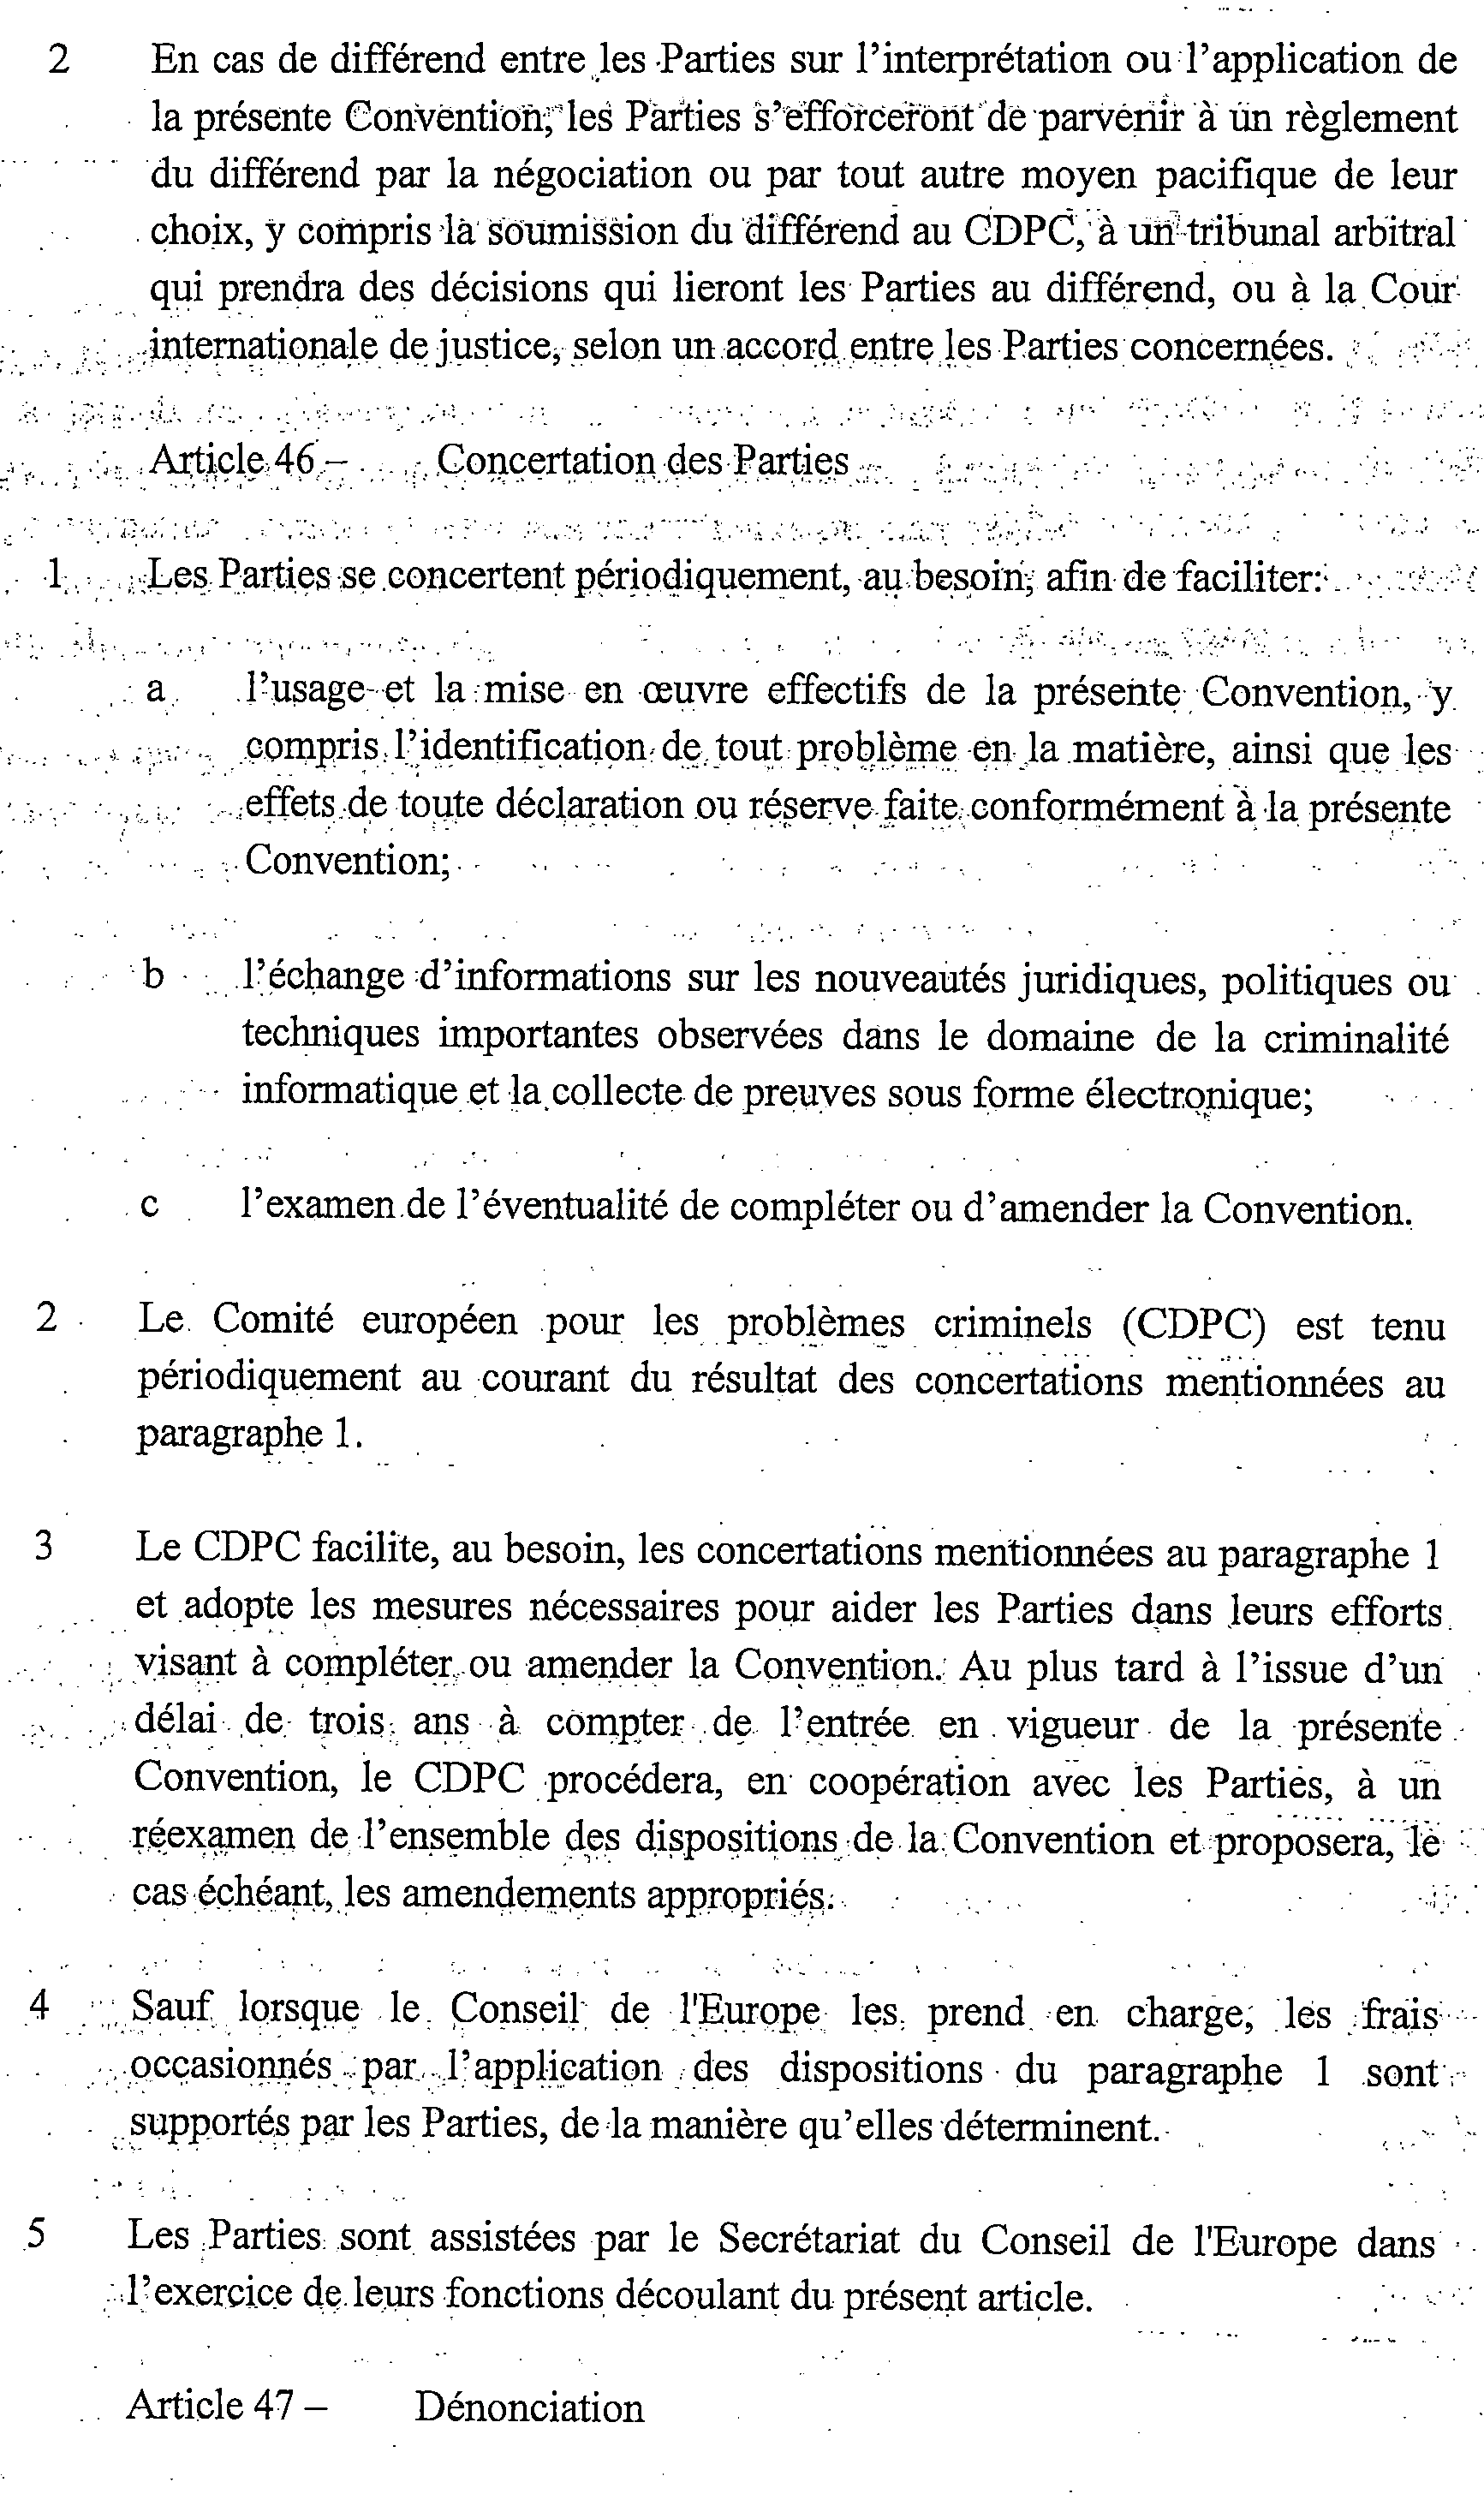 2 En cas de différend entre les Parties sur l’interprétation ou l’application de
la présente Convention, les Parties s’efforceront de parvenir à un règlement
du différend par la négociation ou par tout autre moyen pacifique de leur
choix, y compris la soumission du différend au CDPC, à un tribunal arbitral
qui prendra des décisions qui lieront les Parties au différend, ou à la Cour
internationale de justice, selon un accord entre les Parties concernées.
Article 46 – Concertation des Parties
1 Les Parties se concertent périodiquement, au besoin, afin de faciliter:
a l’usage et la mise en œuvre effectifs de la présente Convention, y
compris l’identification de tout problème en la matière, ainsi que les
effets de toute déclaration ou réserve faite conformément à la présente
Convention;
b l’échange d’informations sur les nouveautés juridiques, politiques ou
techniques importantes observées dans le domaine de la criminalité
informatique et la collecte de preuves sous forme électronique;
c l’examen de l’éventualité de compléter ou d’amender la Convention.
2 Le Comité européen pour les problèmes criminels (CDPC) est tenu
périodiquement au courant du résultat des concertations mentionnées au
paragraphe 1.
3 Le CDPC facilite, au besoin, les concertations mentionnées au paragraphe 1
et adopte les mesures nécessaires pour aider les Parties dans leurs efforts
visant à compléter ou amender la Convention. Au plus tard à l’issue d’un
délai de trois ans à compter de l’entrée en vigueur de la présente
Convention, le CDPC procédera, en coopération avec les Parties, à un
réexamen de l’ensemble des dispositions de la Convention et proposera, le
cas échéant, les amendements appropriés.
4 Sauf lorsque le Conseil de l'Europe les prend en charge, les frais
occasionnés par l’application des dispositions du paragraphe 1 sont
supportés par les Parties, de la manière qu’elles déterminent.
5 Les Parties sont assistées par le Secrétariat du Conseil de l'Europe dans
l’exercice de leurs fonctions découlant du présent article.
Article 47 – Dénonciation